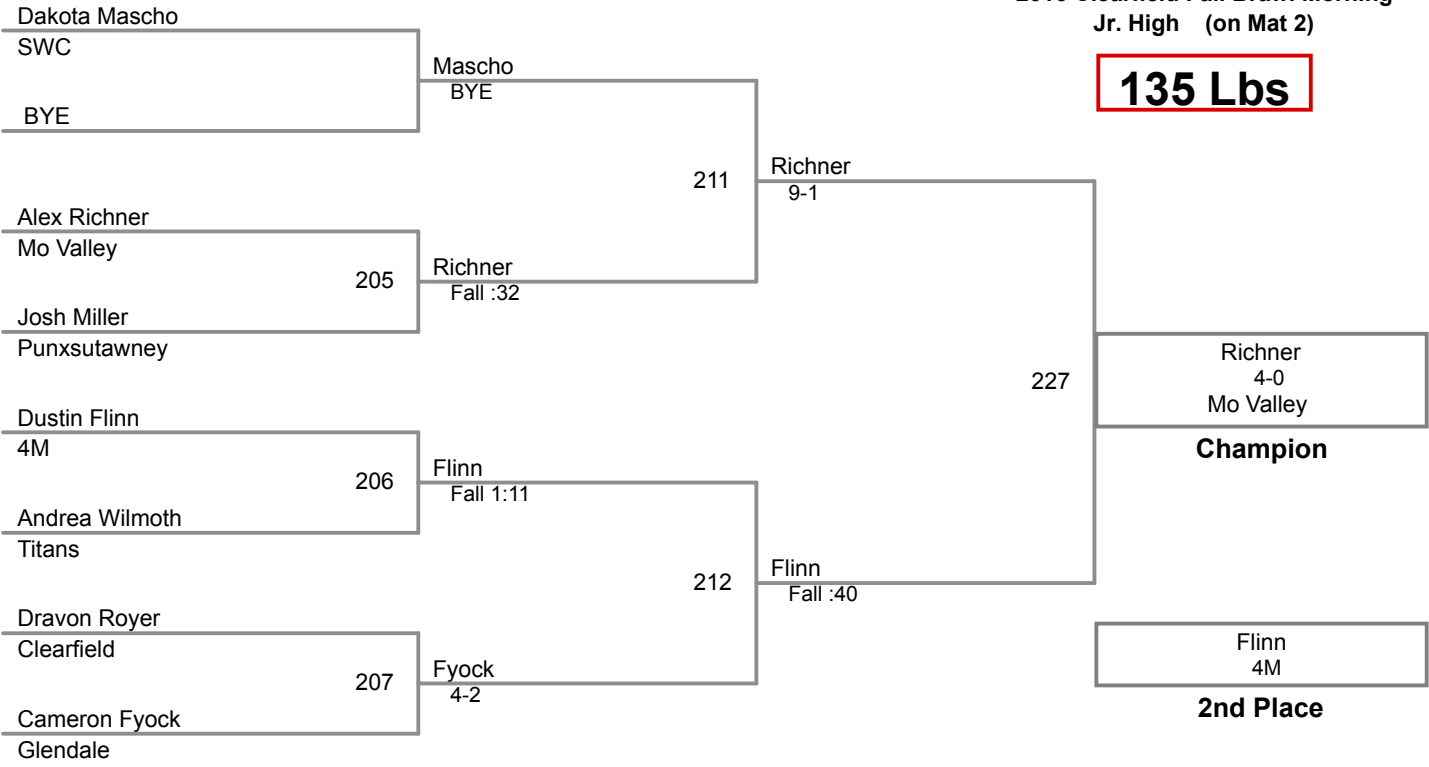 Jr. High (on Mat 2)
135 Lbs
Dakota Mascho
SWC
BYE
Mascho
BYE
211
Richner
9-1
Alex Richner
Mo Valley
205
Richner
Fall :32
Josh Miller
Punxsutawney
227
Richner
4-0
Mo Valley
Champion
Dustin Flinn
4M
206
Flinn
Fall 1:11
Andrea Wilmoth
Titans
212
Flinn
Fall :40
Dravon Royer
Clearfield
207
Fyock
4-2
Cameron Fyock
Glendale
Flinn
4M
2nd Place